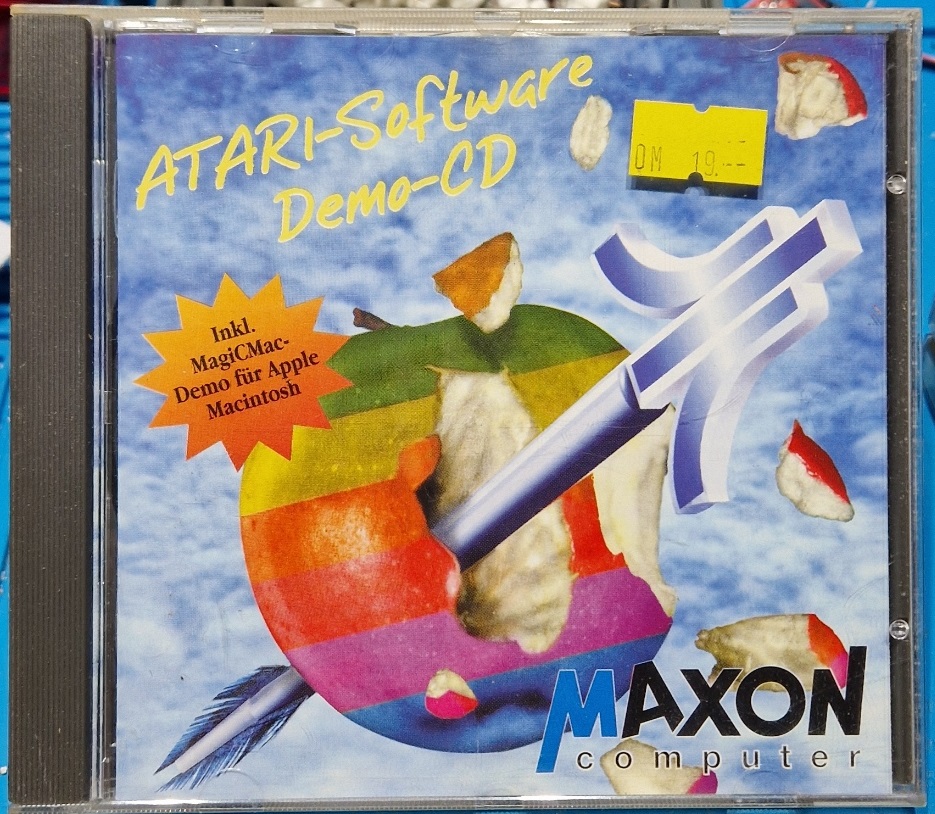 ATARI-Software
Demo-CD
DM 19.--
Inkl.
MagiCMac-
Demo für Apple
Macintosh
MAXON
computer